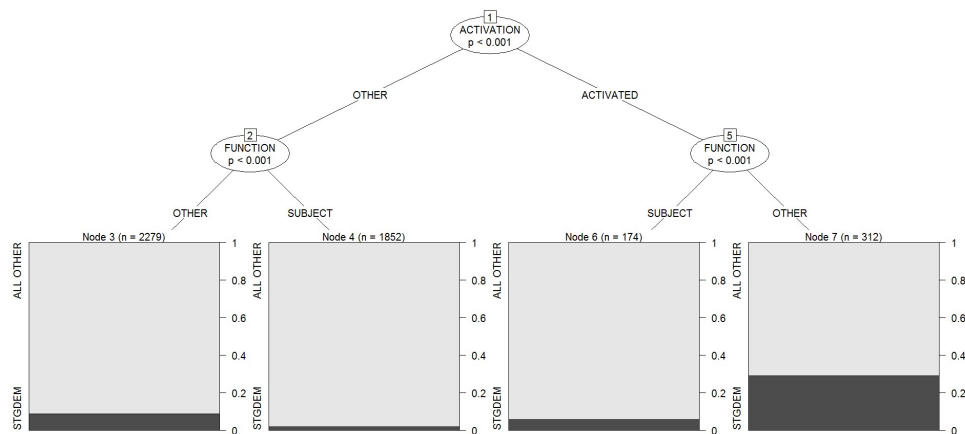 1
ACTIVATION
p < 0.001
OTHER
ACTIVATED
2
FUNCTION
p < 0.001
5
FUNCTION
p < 0.001
OTHER
SUBJECT
SUBJECT
OTHER
Node 3 (n = 2279)
ALL OTHER
STGDEM
1
0.8
0.6
0.4
0.2
0
Node 4 (n = 1852)
ALL OTHER
STGDEM
1
0.8
0.6
0.4
0.2
0
Node 6 (n = 174)
ALL OTHER
STGDEM
1
0.8
0.6
0.4
0.2
0
Node 7 (n = 312)
ALL OTHER
STGDEM
1
0.8
0.6
0.4
0.2
0